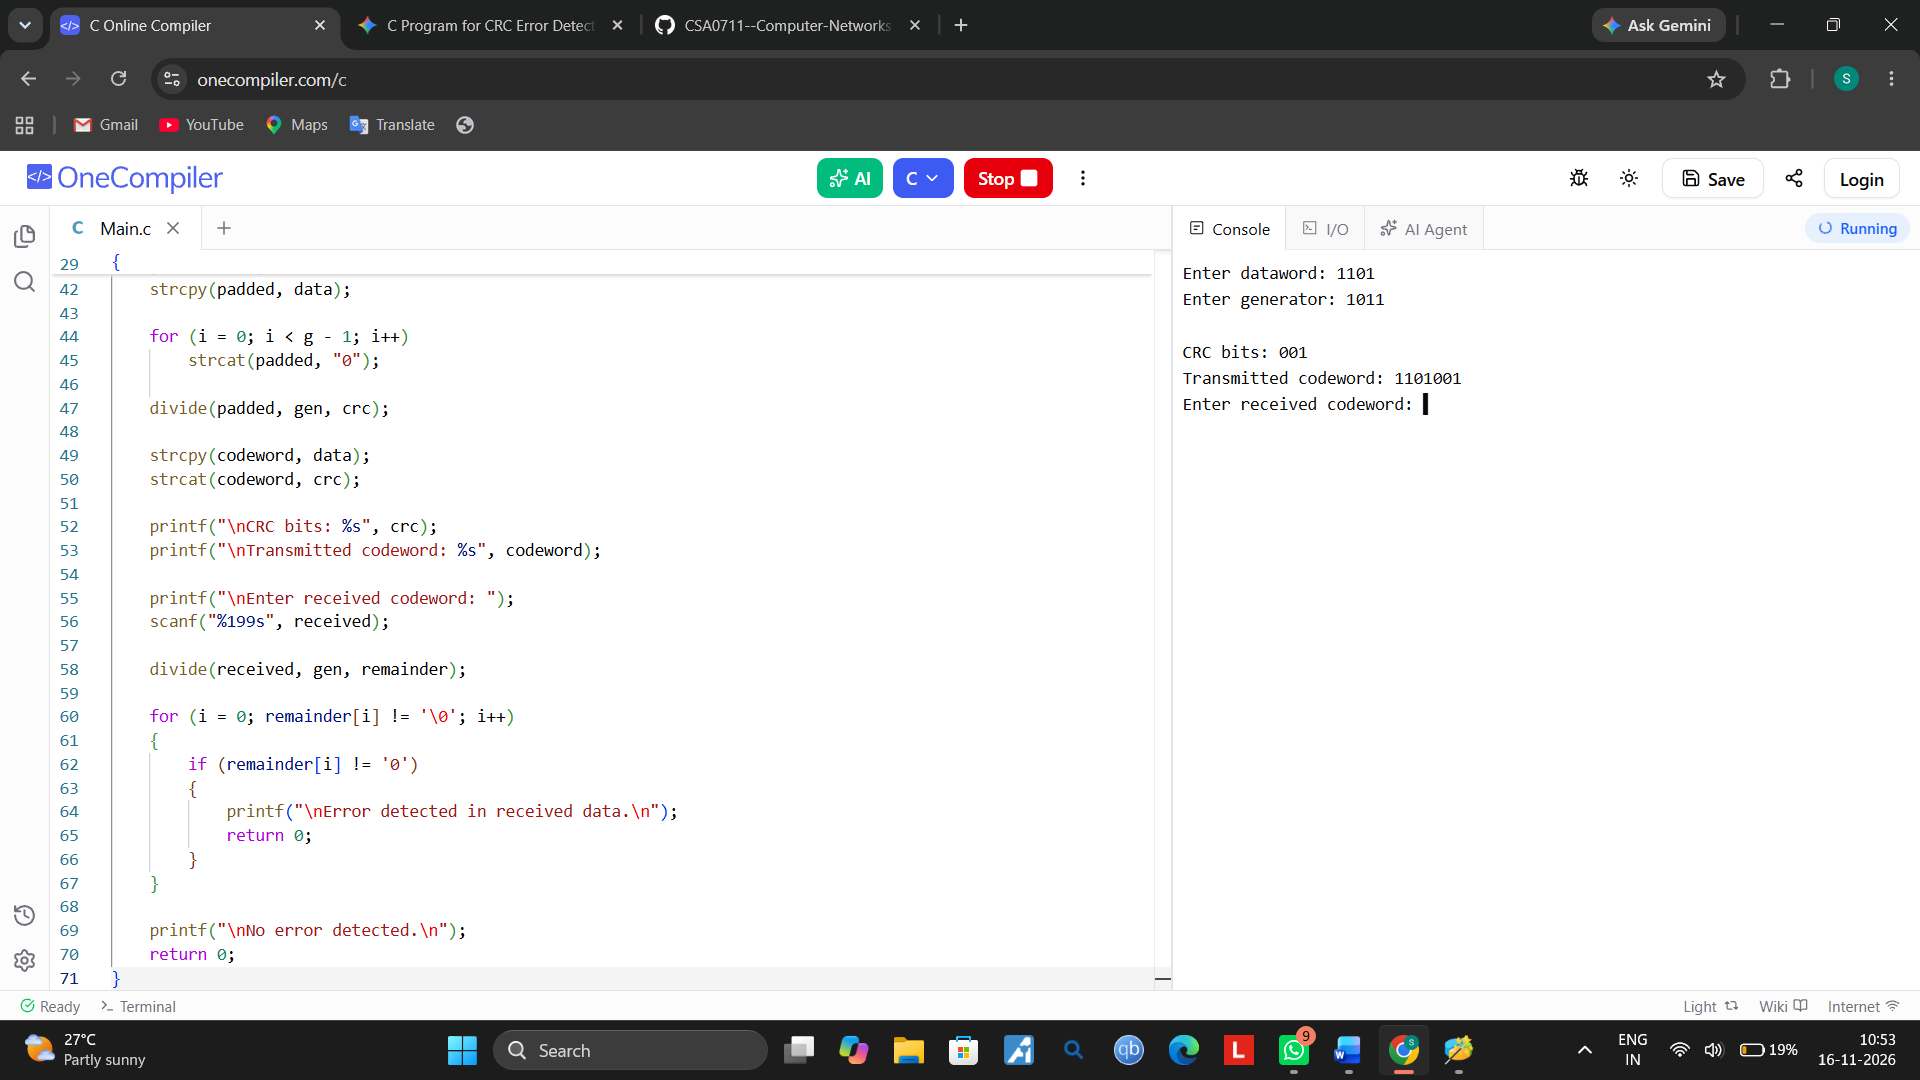 C Online Compiler
C Program for CRC Error Detect
CSA0711--Computer-Networks
Ask Gemini
onecompiler.com/c
S
Gmail
YouTube
Maps
Translate
OneCompiler
AI
C
Stop
Save
Login
C Main.c
Console
I/O
AI Agent
Running
29 {
42 strcpy(padded, data);
43
44 for (i = 0; i < g - 1; i++)
45 strcat(padded, "0");
46
47 divide(padded, gen, crc);
48
49 strcpy(codeword, data);
50 strcat(codeword, crc);
51
52 printf("\nCRC bits: %s", crc);
53 printf("\nTransmitted codeword: %s", codeword);
54
55 printf("\nEnter received codeword: ");
56 scanf("%199s", received);
57
58 divide(received, gen, remainder);
59
60 for (i = 0; remainder[i] != '\0'; i++)
61 {
62 if (remainder[i] != '0')
63 {
64 printf("\nError detected in received data.\n");
65 return 0;
66 }
67 }
68
69 printf("\nNo error detected.\n");
70 return 0;
71 }
Enter dataword: 1101
Enter generator: 1011
CRC bits: 001
Transmitted codeword: 1101001
Enter received codeword:
Ready
Terminal
Light
Wiki
Internet
27°C
Partly sunny
Search
qb
L
9
W
S
ENG
IN
19%
10:53
16-11-2026